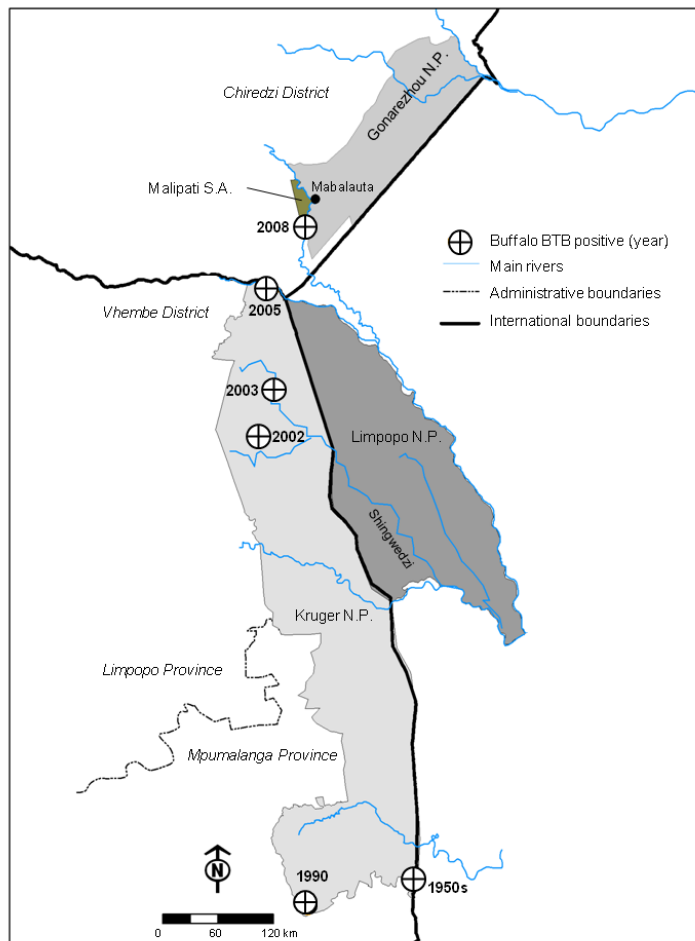 Chiredzi District
Gonarezhou N.P.
Malipati S.A.
Mabalauta
2008
Buffalo BTB positive (year)
Main rivers
Administrative boundaries
International boundaries
2005
Vhembe District
2003
2002
Limpopo N.P.
Shingwedzi
Kruger N.P.
Limpopo Province
Mpumalanga Province
N
1990
1950s
0 60 120 km